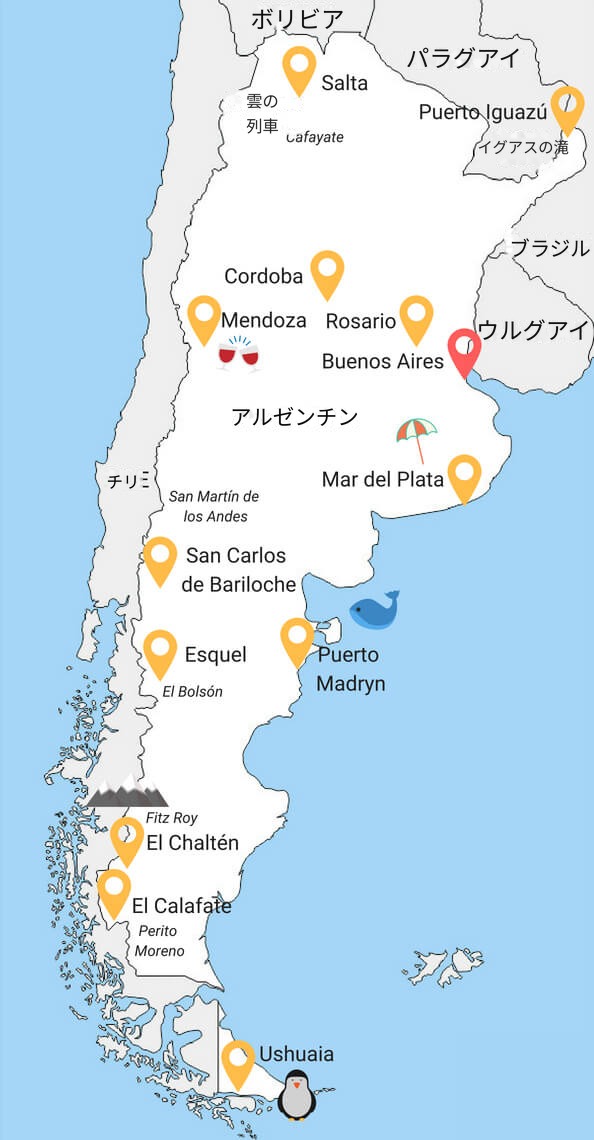 ボリビア
パラグアイ
Salta
雲の
列車
Cafayate
Puerto Iguazú
イグアスの滝
ブラジル
Cordoba
Mendoza
Rosario
ウルグアイ
Buenos Aires
アルゼンチン
Mar del Plata
チリ
San Martín de
los Andes
San Carlos
de Bariloche
Esquel
Puerto
Madryn
El Bolsón
Fitz Roy
El Chaltén
El Calafate
Perito
Moreno
Ushuaia